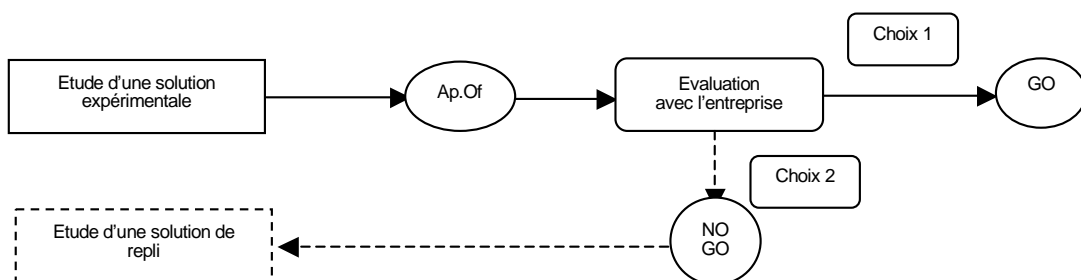 Choix 1
Etude d'une solution
expérimentale
Ap.Of
Evaluation
avec l'entreprise
GO
Choix 2
Etude d'une solution de
repli
NO
GO